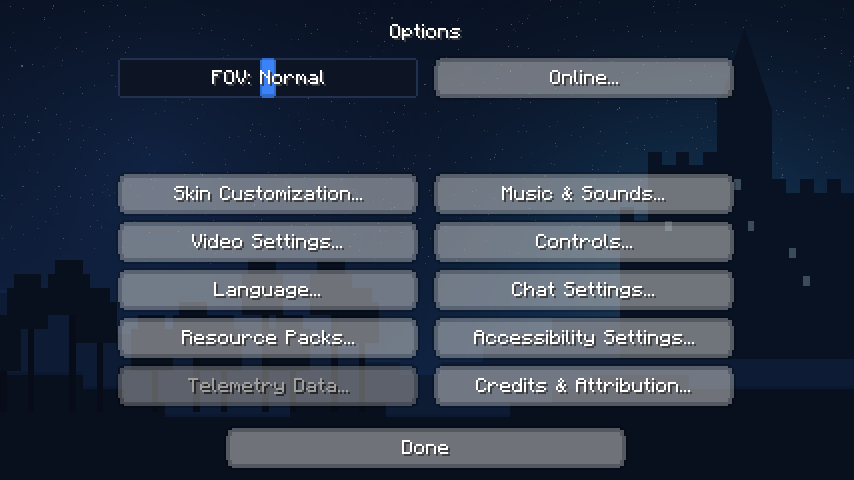 Options
FOV: Normal
Online...
Skin Customization...
Music & Sounds...
Video Settings...
Controls...
Language...
Chat Settings...
Resource Packs...
Accessibility Settings...
Telemetry Data...
Credits & Attribution...
Done